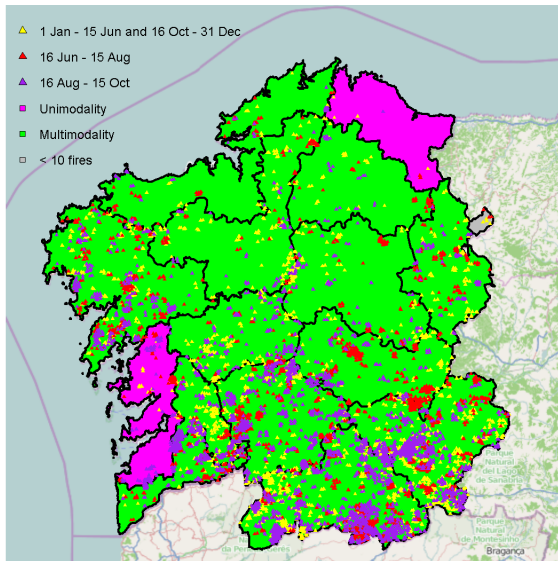 1 Jan - 15 Jun and 16 Oct - 31 Dec
16 Jun - 15 Aug
16 Aug - 15 Oct
Unimodality
Multimodality
< 10 fires
Parque
Natural
del Lago
de Sanabria
Parque
Natural de
Montesinho
Bragança